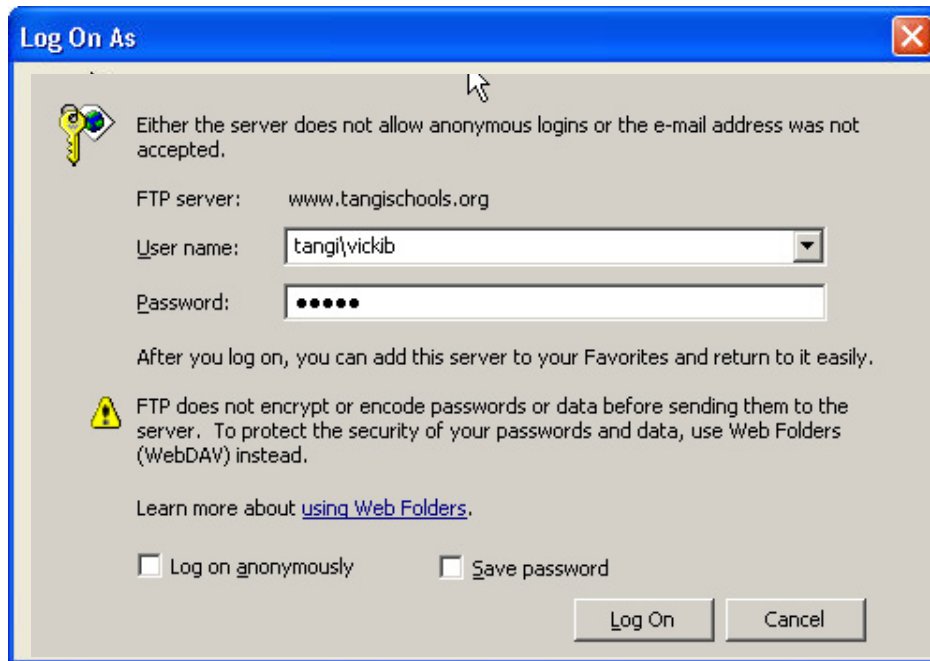 Log On As
Either the server does not allow anonymous logins or the e-mail address was not
accepted.
FTP server: www.tangischools.org
User name: tangi\vickib
Password: •••••
After you log on, you can add this server to your Favorites and return to it easily.
FTP does not encrypt or encode passwords or data before sending them to the
server. To protect the security of your passwords and data, use Web Folders
(WebDAV) instead.
Learn more about using Web Folders.
Log on anonymously Save password
Log On Cancel